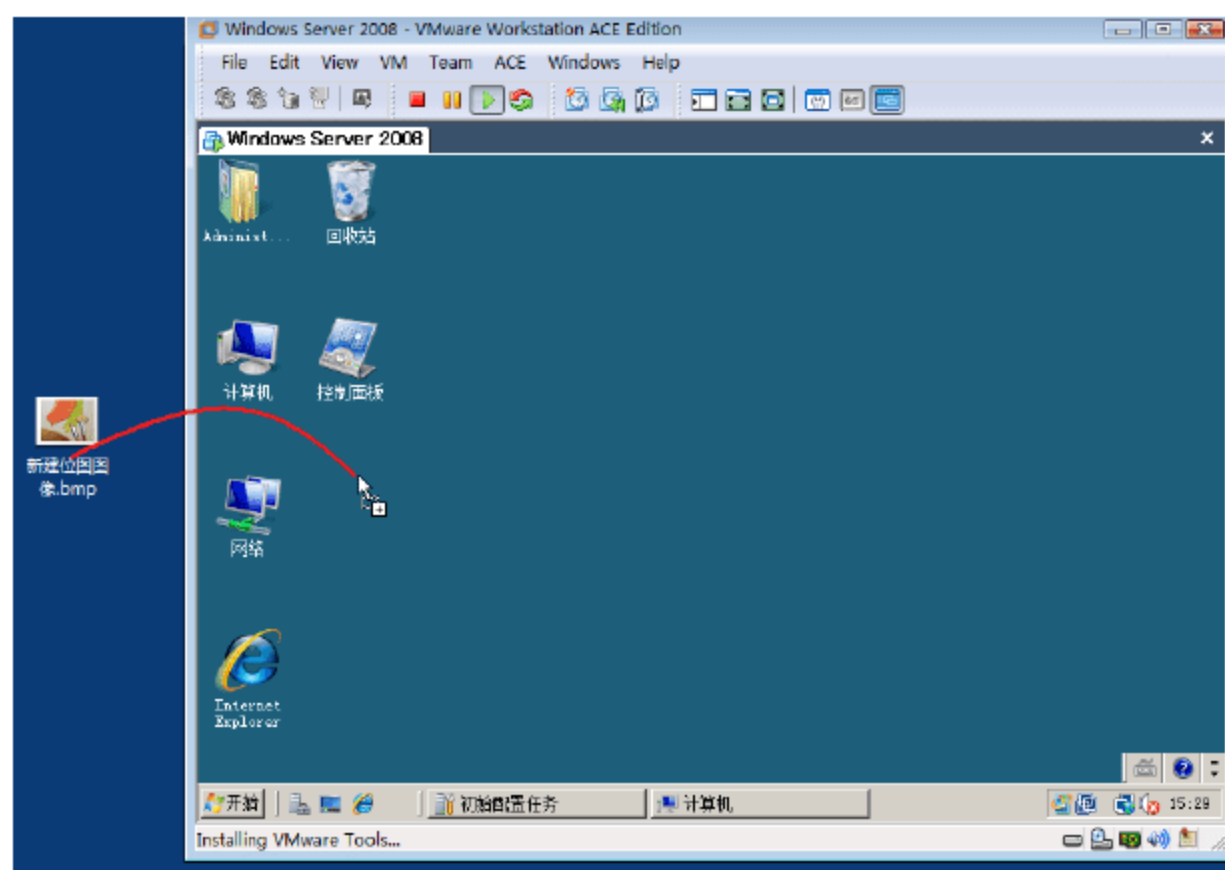 Windows Server 2008 - VMware Workstation ACE Edition
File Edit View VM Team ACE Windows Help
Windows Server 2008
Administ...
回收站
计算机
控制面板
新建位图图
像.bmp
网络
Internet
Explorer
开始
初始配置任务
计算机
15:29
Installing VMware Tools...